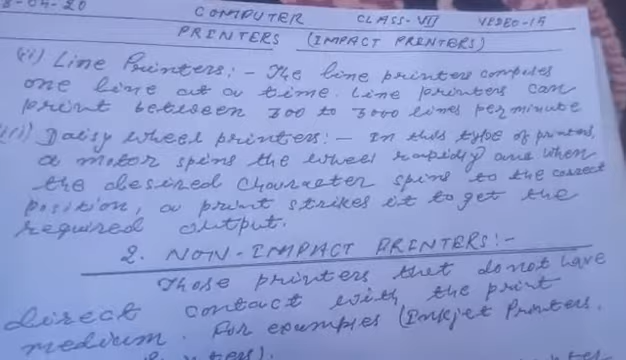 -04-20 COMPUTER CLASS-VII VEDEO-15
PRINTERS (IMPACT PRINTERS)
(ii) Line Printers:- The line printers composes
one line at a time. Line printers can
print between 300 to 3000 lines per minute
(iii) Daisy wheel printers:- In this type of printers,
a motor spins the wheel rapidly and when
the desired character spins to the correct
position, a print strikes it to get the
required output.
2. NON-IMPACT PRINTERS:-
Those printers that do not have
direct contact with the print
medium. For examples (Inkjet Printers.